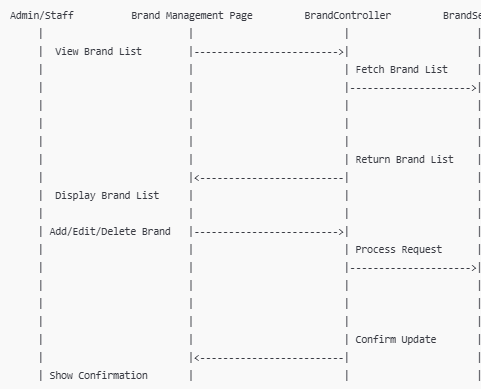 Admin/Staff Brand Management Page BrandController BrandSe
View Brand List
Fetch Brand List
Return Brand List
Display Brand List
Add/Edit/Delete Brand
Process Request
Confirm Update
Show Confirmation